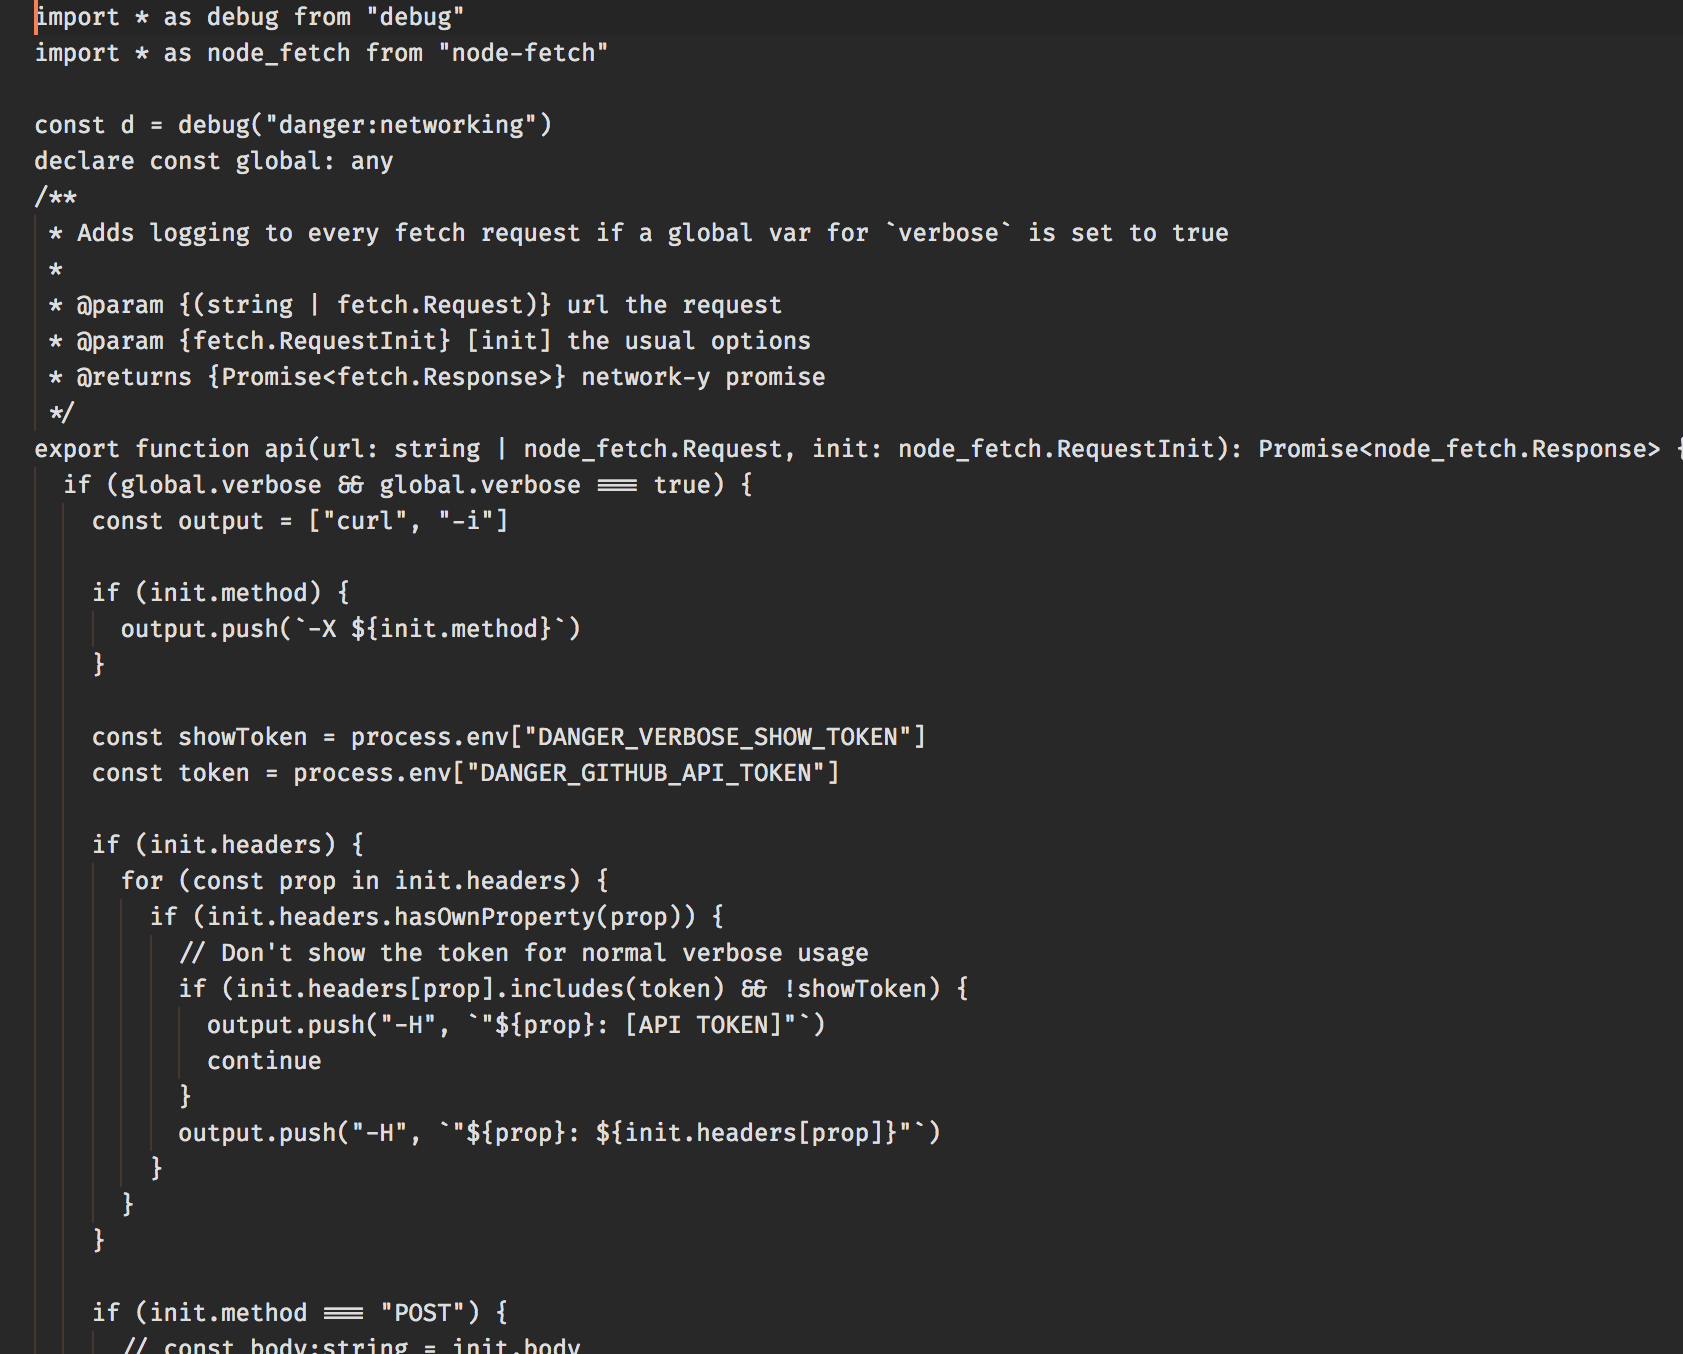 import * as debug from "debug"
import * as node_fetch from "node-fetch"

const d = debug("danger:networking")
declare const global: any
/**
 * Adds logging to every fetch request if a global var for `verbose` is set to true
 *
 * @param {(string | fetch.Request)} url the request
 * @param {fetch.RequestInit} [init] the usual options
 * @returns {Promise<fetch.Response>} network-y promise
 */
export function api(url: string | node_fetch.Request, init: node_fetch.RequestInit): Promise<node_fetch.Response> {
  if (global.verbose && global.verbose === true) {
    const output = ["curl", "-i"]

    if (init.method) {
      output.push(`-X ${init.method}`)
    }

    const showToken = process.env["DANGER_VERBOSE_SHOW_TOKEN"]
    const token = process.env["DANGER_GITHUB_API_TOKEN"]

    if (init.headers) {
      for (const prop in init.headers) {
        if (init.headers.hasOwnProperty(prop)) {
          // Don't show the token for normal verbose usage
          if (init.headers[prop].includes(token) && !showToken) {
            output.push("-H", `"${prop}: [API TOKEN]"`)
            continue
          }
          output.push("-H", `"${prop}: ${init.headers[prop]}"`)
        }
      }
    }

    if (init.method === "POST") {
      // const body:string = init.body